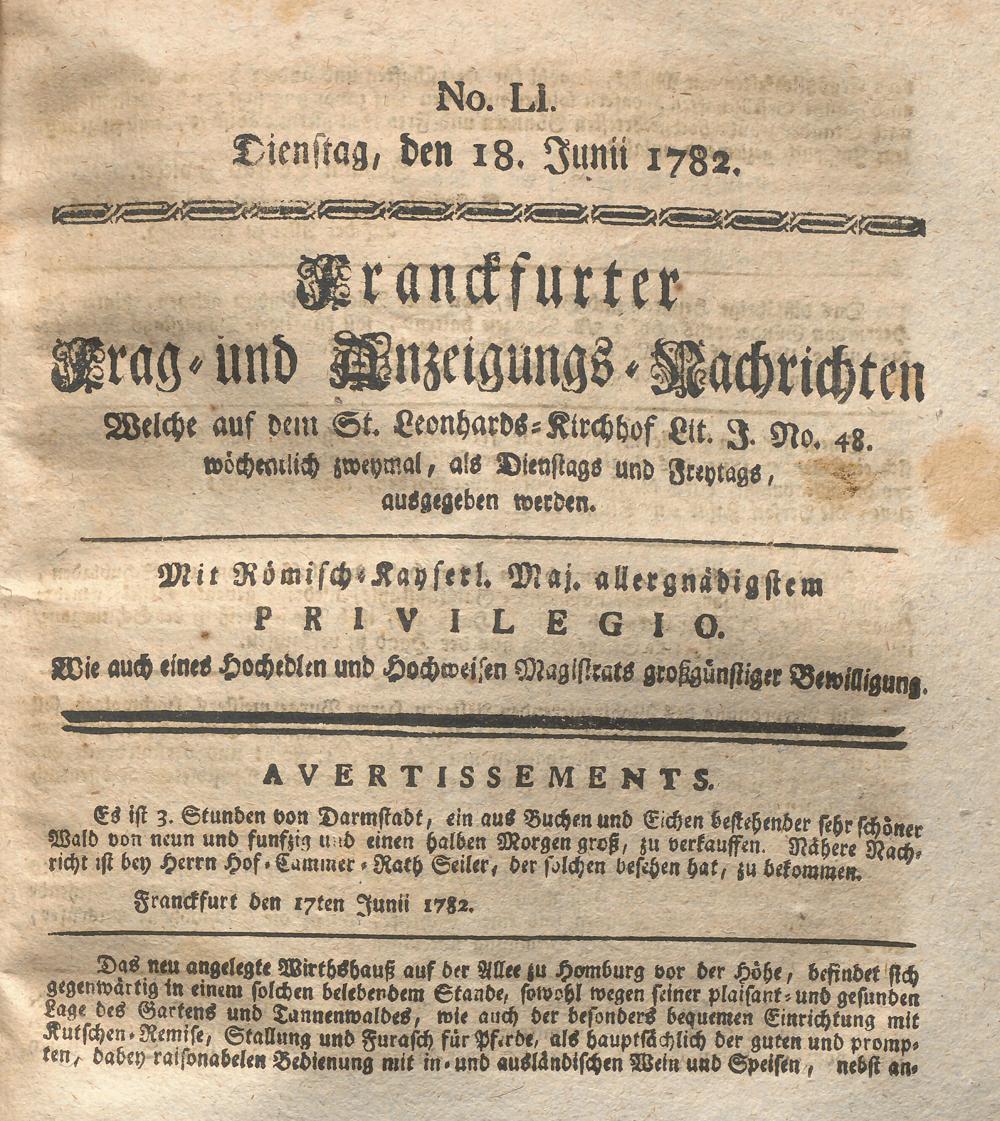 No. LI.
Dienstag, den 18. Junii 1782.
Franckfurter
Frag- und Anzeigungs-Nachrichten
Welche auf dem St. Leonhards-Kirchhof Lit. J. No. 48.
wöchentlich zweymal, als Dienstags und Freytags,
ausgegeben werden.
Mit Römisch-Kayserl. Maj. allergnädigstem
PRIVILEGIO.
Wie auch eines Hochedlen und Hochweisen Magistrats großgünstiger Bewilligung.
AVERTISSEMENTS.
Es ist 3. Stunden von Darmstadt, ein aus Buchen und Eichen bestehender sehr schöner
Wald von neun und funfzig und einen halben Morgen groß, zu verkauffen. Nähere Nach-
richt ist bey Herrn Hof-Cammer-Rath Seiler, der solchen besehen hat, zu bekommen.
Franckfurt den 17ten Junii 1782.
Das neu angelegte Wirthshauß auf der Allee zu Homburg vor der Höhe, befindet sich
gegenwärtig in einem solchen belebendem Stande, sowohl wegen seiner plaisant- und gesunden
Lage des Gartens und Tannenwaldes, wie auch der besonders bequemen Einrichtung mit
Kutschen-Remise, Stallung und Furasch für Pferde, als hauptsächlich der guten und promp-
ten, dabey raisonabelen Bedienung mit in- und ausländischen Wein und Speisen, nebst an-